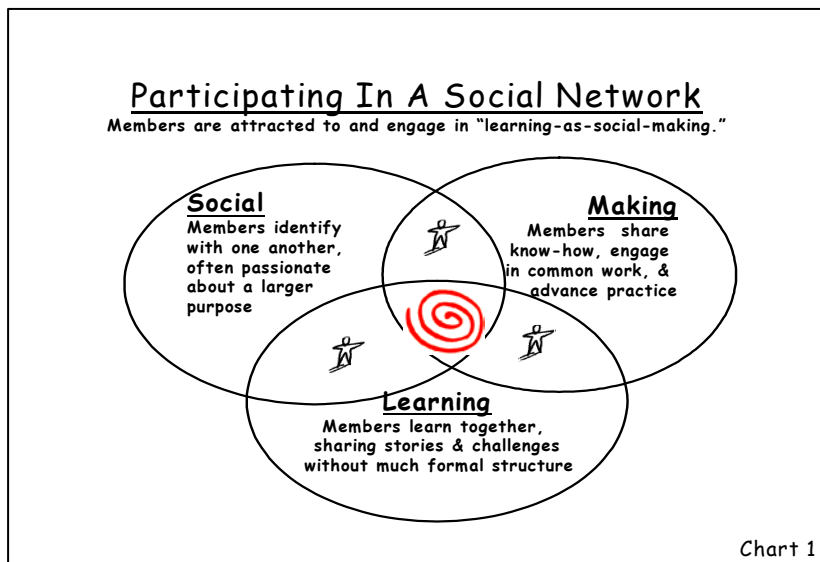 Participating In A Social Network
Members are attracted to and engage in “learning-as-social-making.”
Social
Members identify
with one another,
often passionate
about a larger
purpose
Making
Members share
know-how, engage
in common work, &
advance practice
Learning
Members learn together,
sharing stories & challenges
without much formal structure
Chart 1